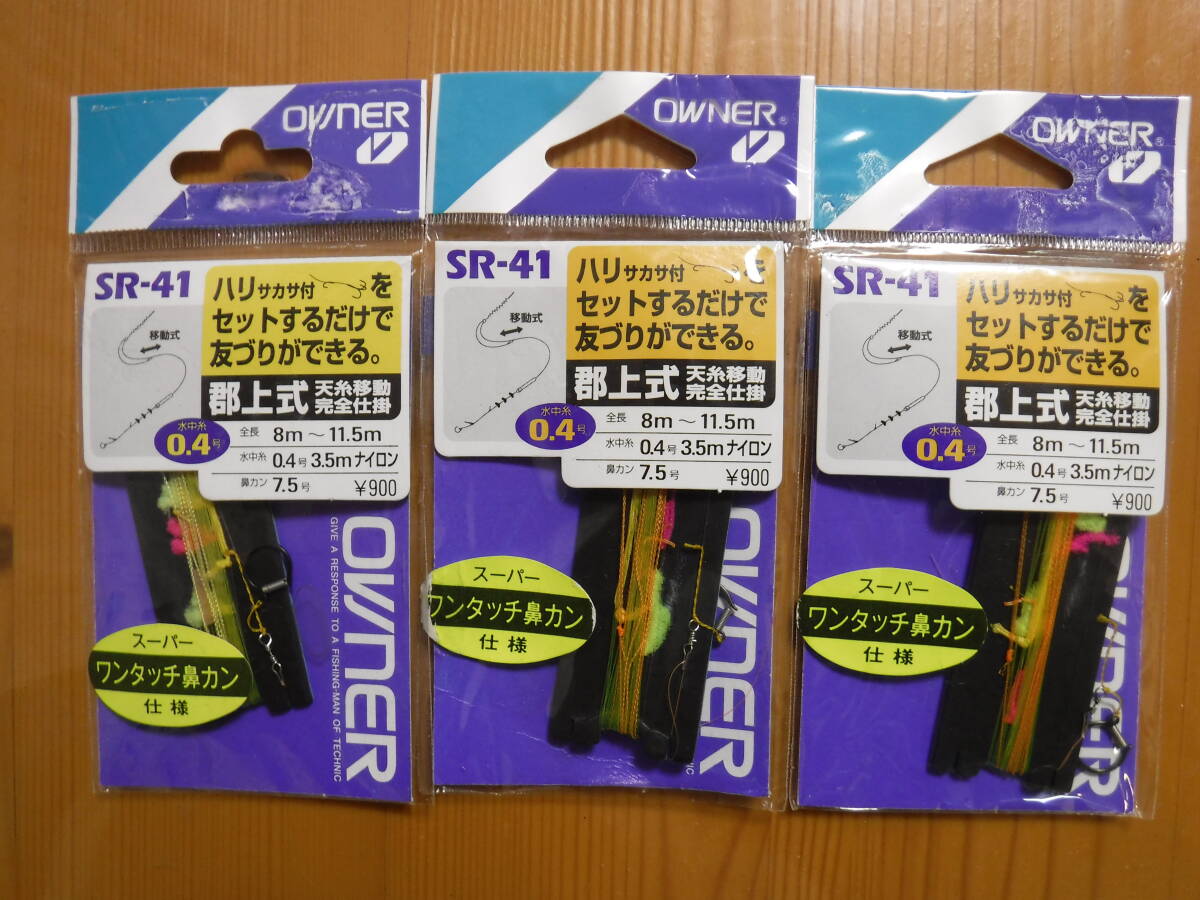 OWNER
SR-41
移動式
ハリ サカサ付 を
セットするだけで
友づりができる。
郡上式 天糸移動
完全仕掛
水中糸
0.4号
全長 8m～11.5m
水中糸 0.4号 3.5mナイロン
鼻カン 7.5号 ¥900
スーパー
ワンタッチ鼻カン
仕様
OWNER
GIVE A RESPONSE TO A FISHING-MAN OF TECHNIC
OWNER®
SR-41
移動式
ハリ サカサ付 を
セットするだけで
友づりができる。
郡上式 天糸移動
完全仕掛
水中糸
0.4号
全長 8m～11.5m
水中糸 0.4号 3.5mナイロン
鼻カン 7.5号 ¥900
スーパー
ワンタッチ鼻カン
仕様
OWNER
NIC
OWNER®
SR-41
移動式
ハリ サカサ付 を
セットするだけで
友づりができる。
郡上式 天糸移動
完全仕掛
水中糸
0.4号
全長 8m～11.5m
水中糸 0.4号 3.5mナイロン
鼻カン 7.5号 ¥900
スーパー
ワンタッチ鼻カン
仕様
OWNER